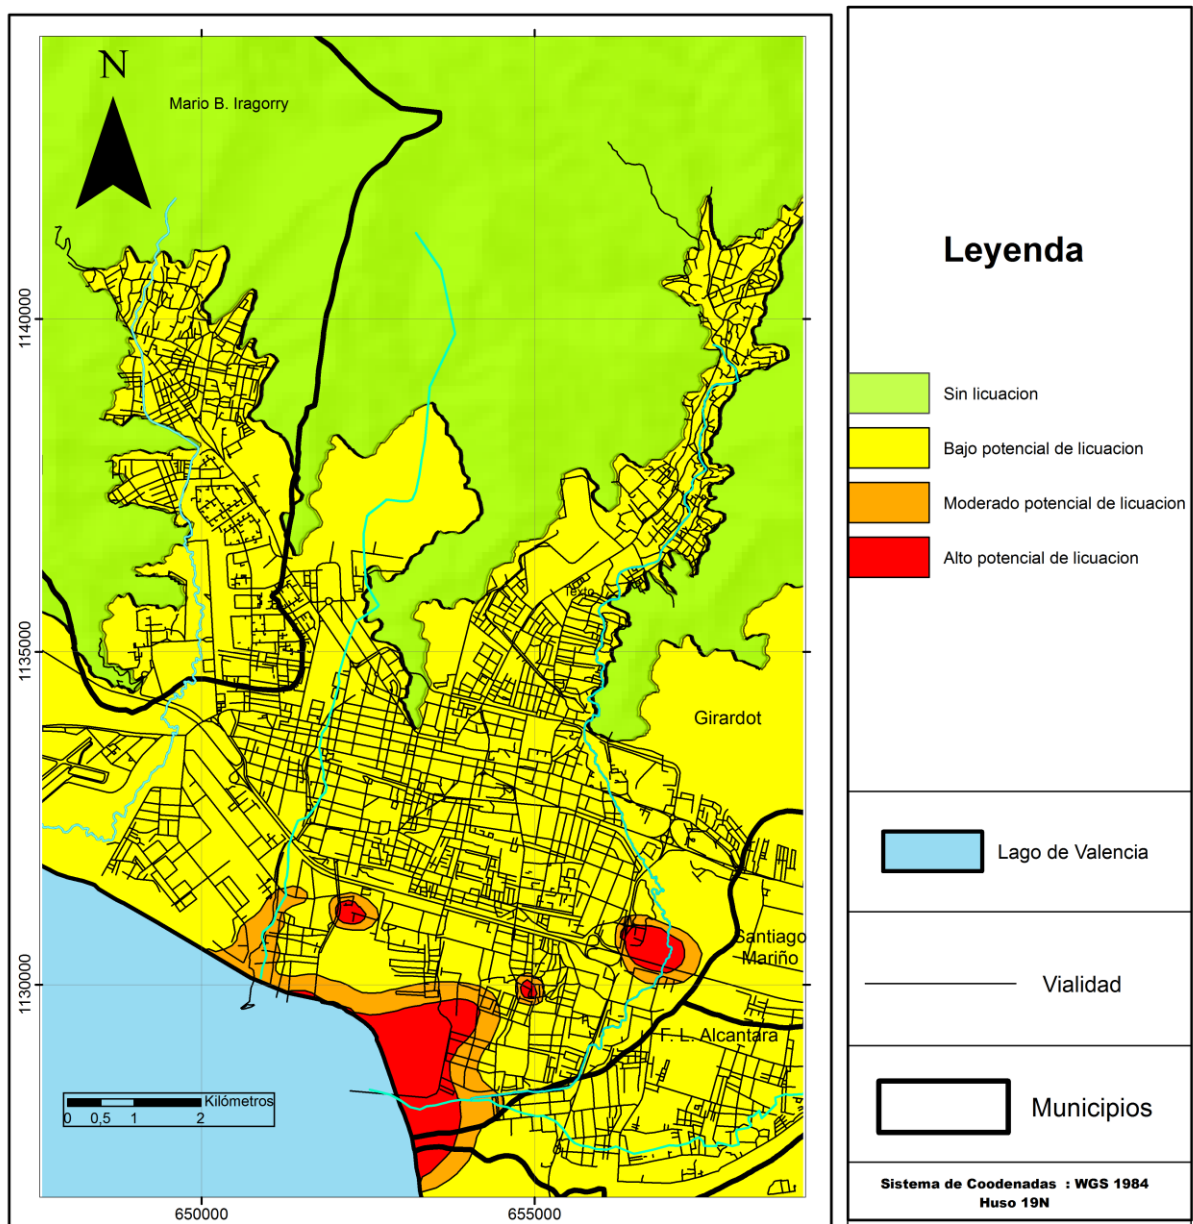 N
Mario B. Iragorry
1140000
1135000
1130000
Texto
Girardot
Santiago
Mariño
F. L. Alcantara
Kilómetros
0 0,5 1 2
650000 655000
Leyenda
Sin licuacion
Bajo potencial de licuacion
Moderado potencial de licuacion
Alto potencial de licuacion
Lago de Valencia
Vialidad
Municipios
Sistema de Coodenadas : WGS 1984
Huso 19N